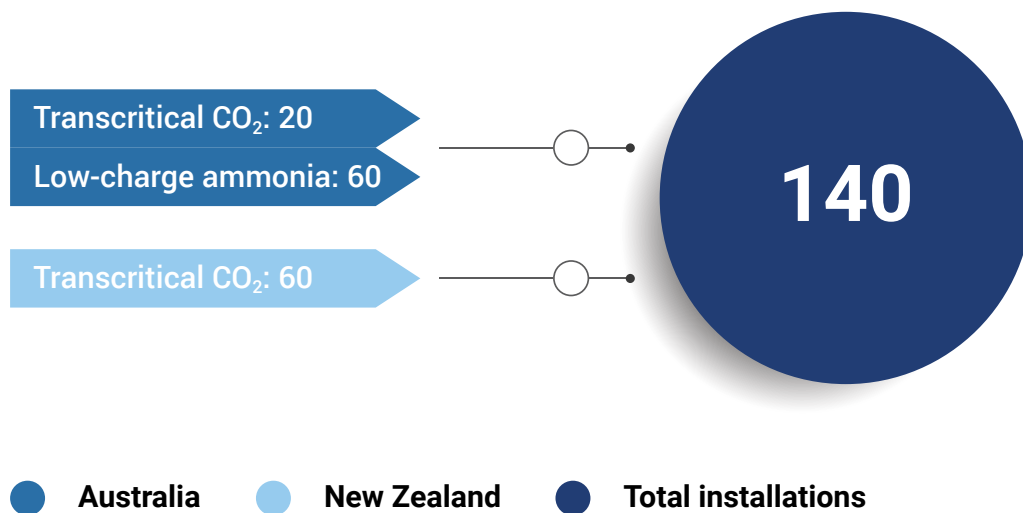 Transcritical CO₂: 20
Low-charge ammonia: 60
Transcritical CO₂: 60
140
Australia
New Zealand
Total installations